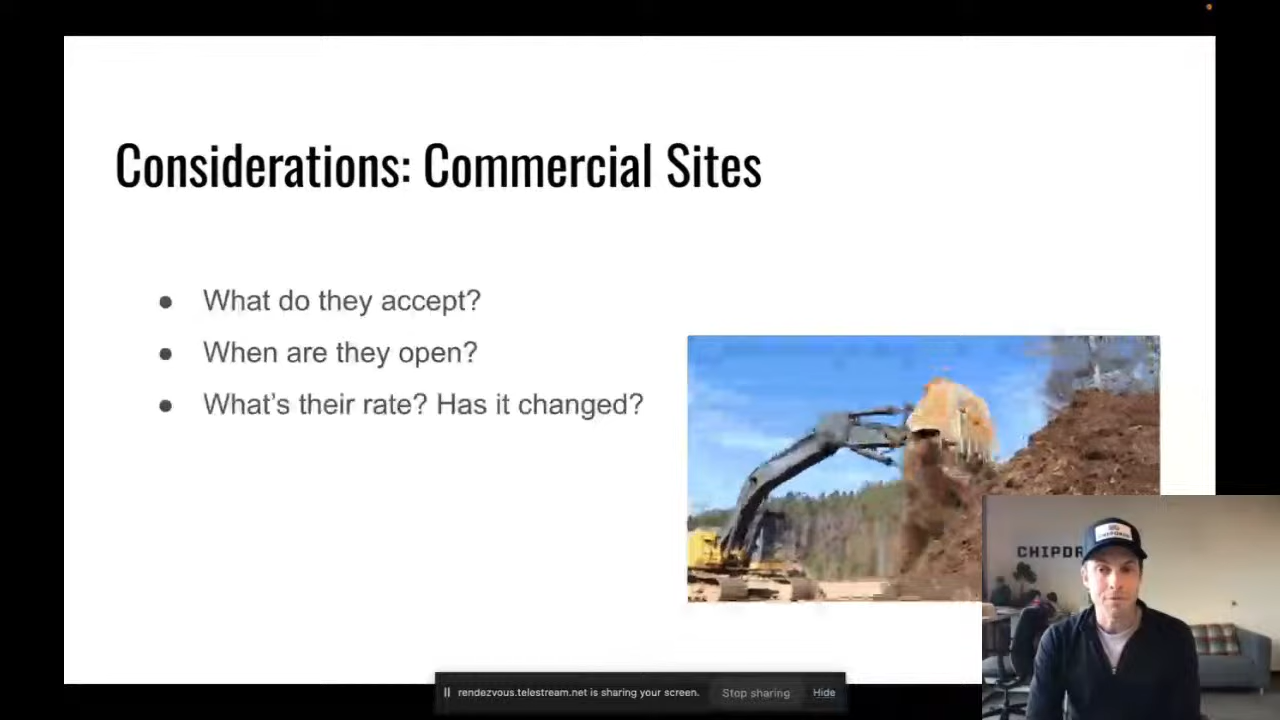 Considerations: Commercial Sites
● What do they accept?
● When are they open?
● What's their rate? Has it changed?
CHIPDR
rendezvous.telestream.net is sharing your screen.
Stop sharing
Hide